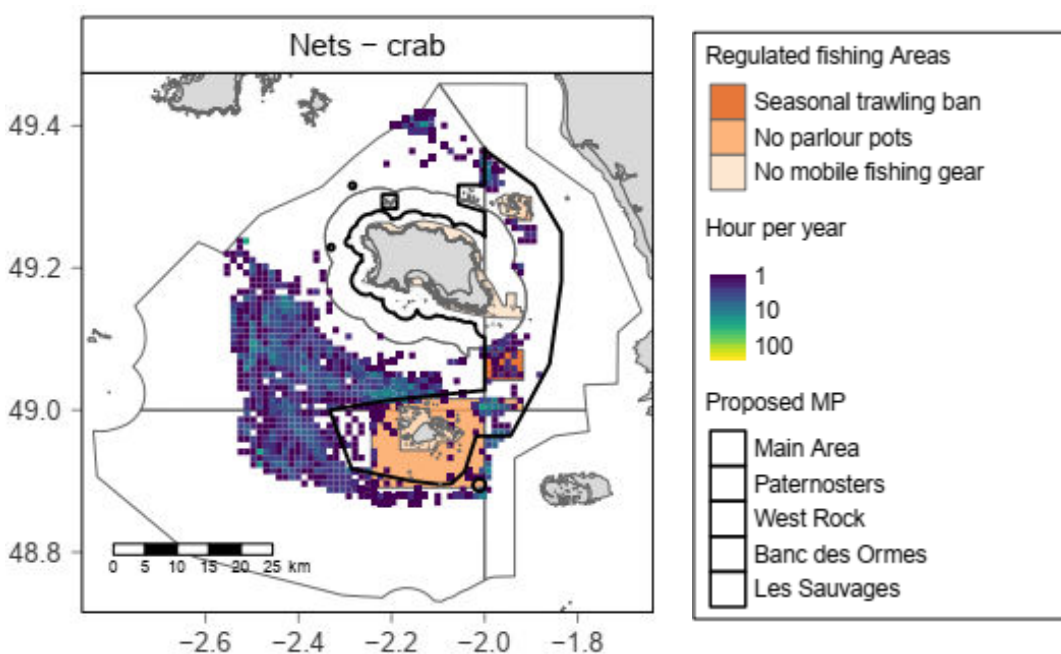 Nets − crab
49.4
49.2
49.0
48.8
0 5 10 15 20 25 km
−2.6 −2.4 −2.2 −2.0 −1.8
Regulated fishing Areas
Seasonal trawling ban
No parlour pots
No mobile fishing gear
Hour per year
1
10
100
Proposed MP
Main Area
Paternosters
West Rock
Banc des Ormes
Les Sauvages